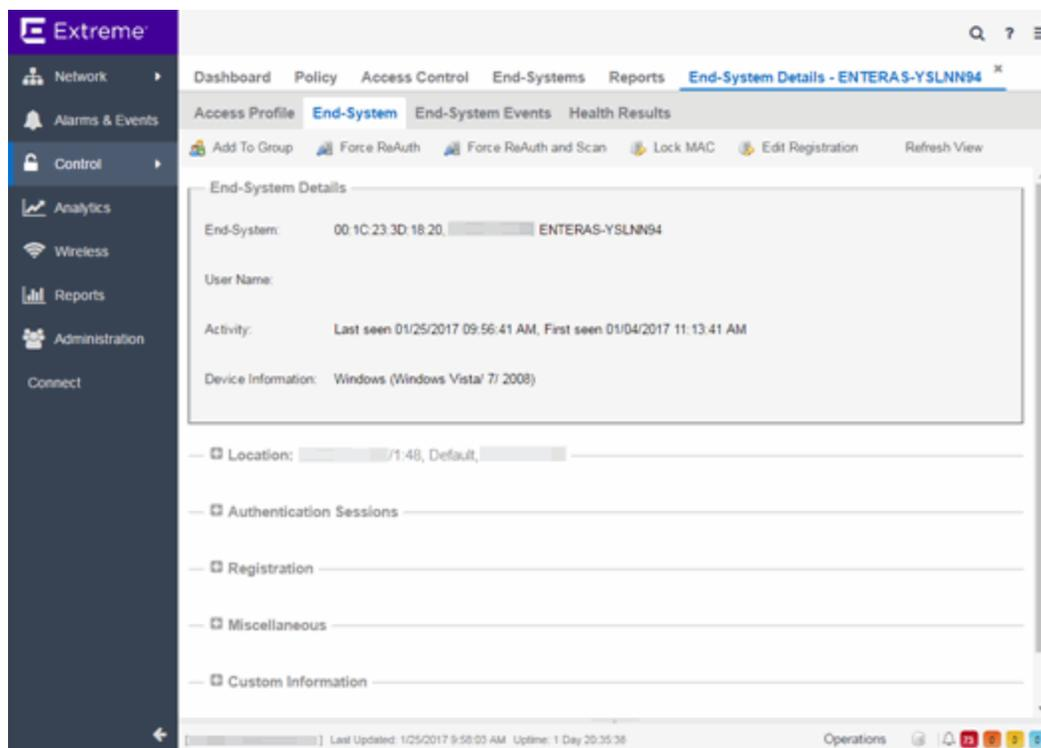 Extreme
? 
Network
Dashboard Policy Access Control End-Systems Reports End-System Details - ENTERAS-YSLNN94 ×
Alarms & Events
Access Profile End-System End-System Events Health Results
Add To Group Force ReAuth Force ReAuth and Scan Lock MAC Edit Registration Refresh View
Control
Analytics
Wireless
Reports
Administration
Connect
End-System Details
End-System: 00:1C:23:3D:18:20, ENTERAS-YSLNN94
User Name:
Activity: Last seen 01/25/2017 09:56:41 AM, First seen 01/04/2017 11:13:41 AM
Device Information: Windows (Windows Vista/ 7/ 2008)
Location: /1:48, Default,
Authentication Sessions
Registration
Miscellaneous
Custom Information
[ ] Last Updated: 1/25/2017 9:58:03 AM Uptime: 1 Day 20:35:38 Operations 73 0 0 0